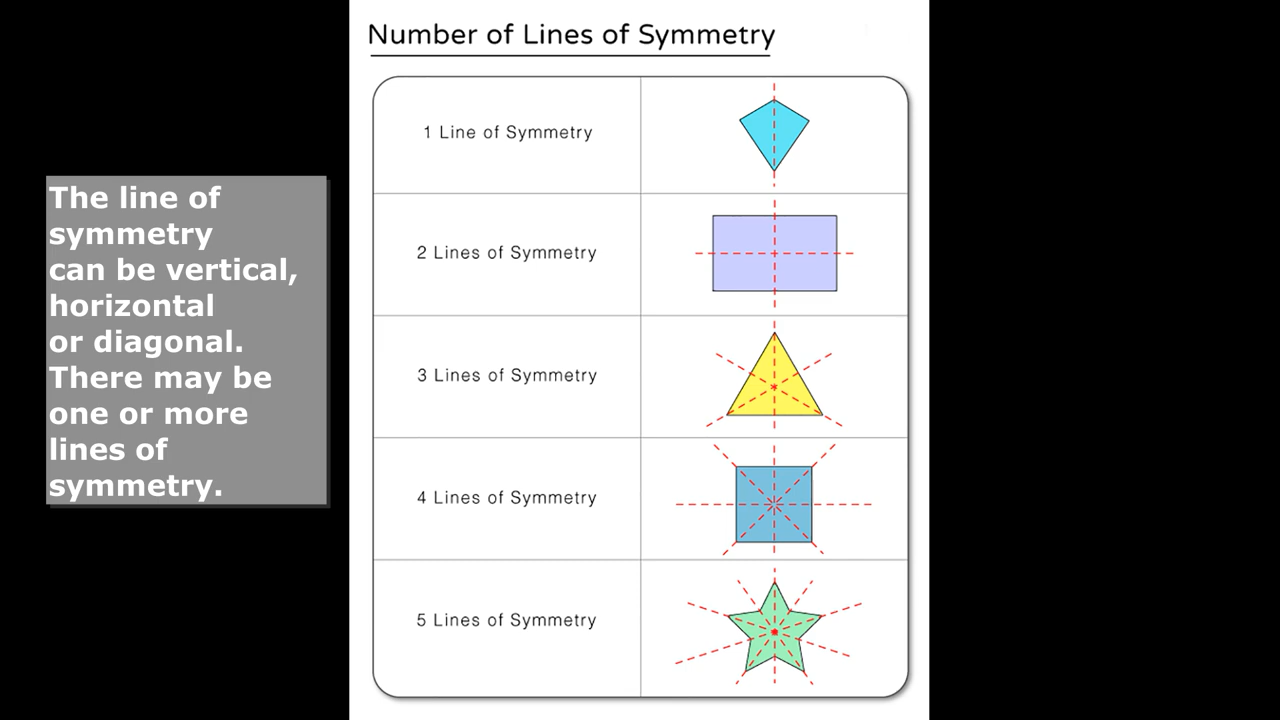 Number of Lines of Symmetry
The line of
symmetry
can be vertical,
horizontal
or diagonal.
There may be
one or more
lines of
symmetry.
1 Line of Symmetry
2 Lines of Symmetry
3 Lines of Symmetry
4 Lines of Symmetry
5 Lines of Symmetry